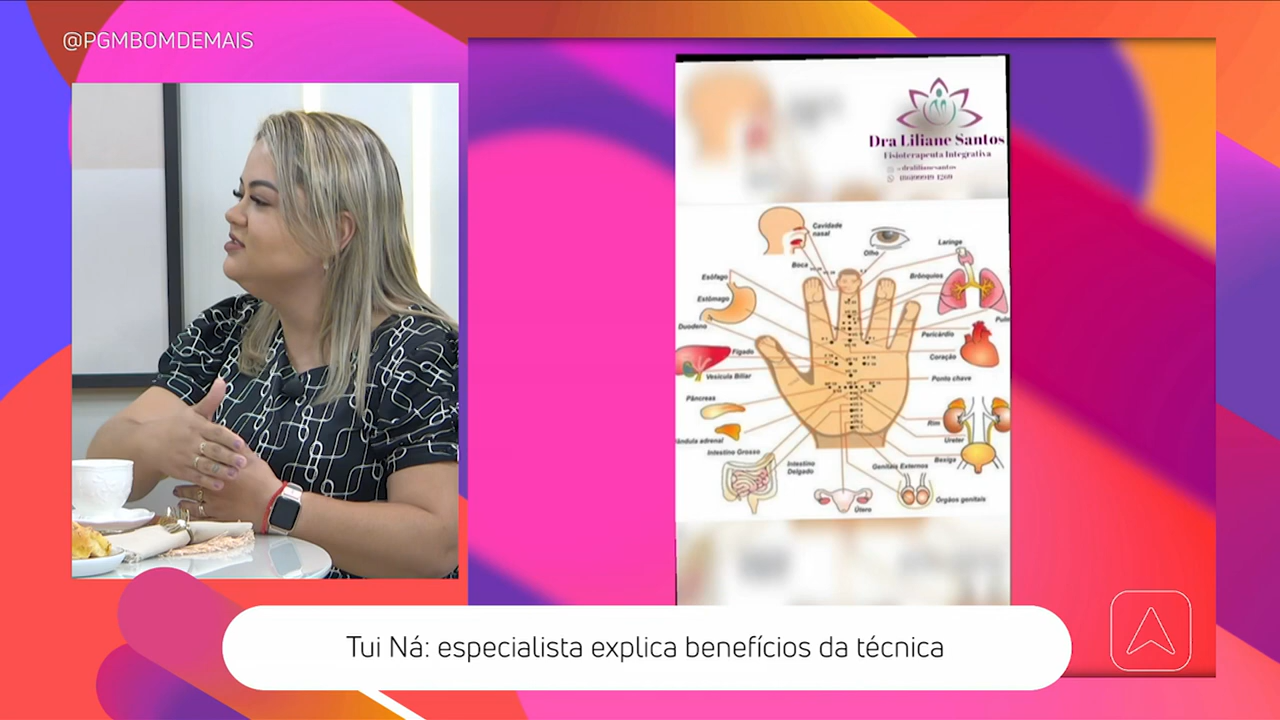 @PGMBOMDEMAIS
Dra Liliane Santos
Fisioterapeuta Integrativa
@dralilianesantos
Cavidade
nasal
Olho
Boca
Laringe
Esôfago
Brônquios
Estômago
Duodeno
Pericárdio
Fígado
Coração
Vesícula Biliar
Ponto chave
Pâncreas
Rim
Ureter
Intestino Grosso
Intestino
Delgado
Bexiga
Genitais Externos
Órgãos genitais
Útero
Tui Ná: especialista explica benefícios da técnica